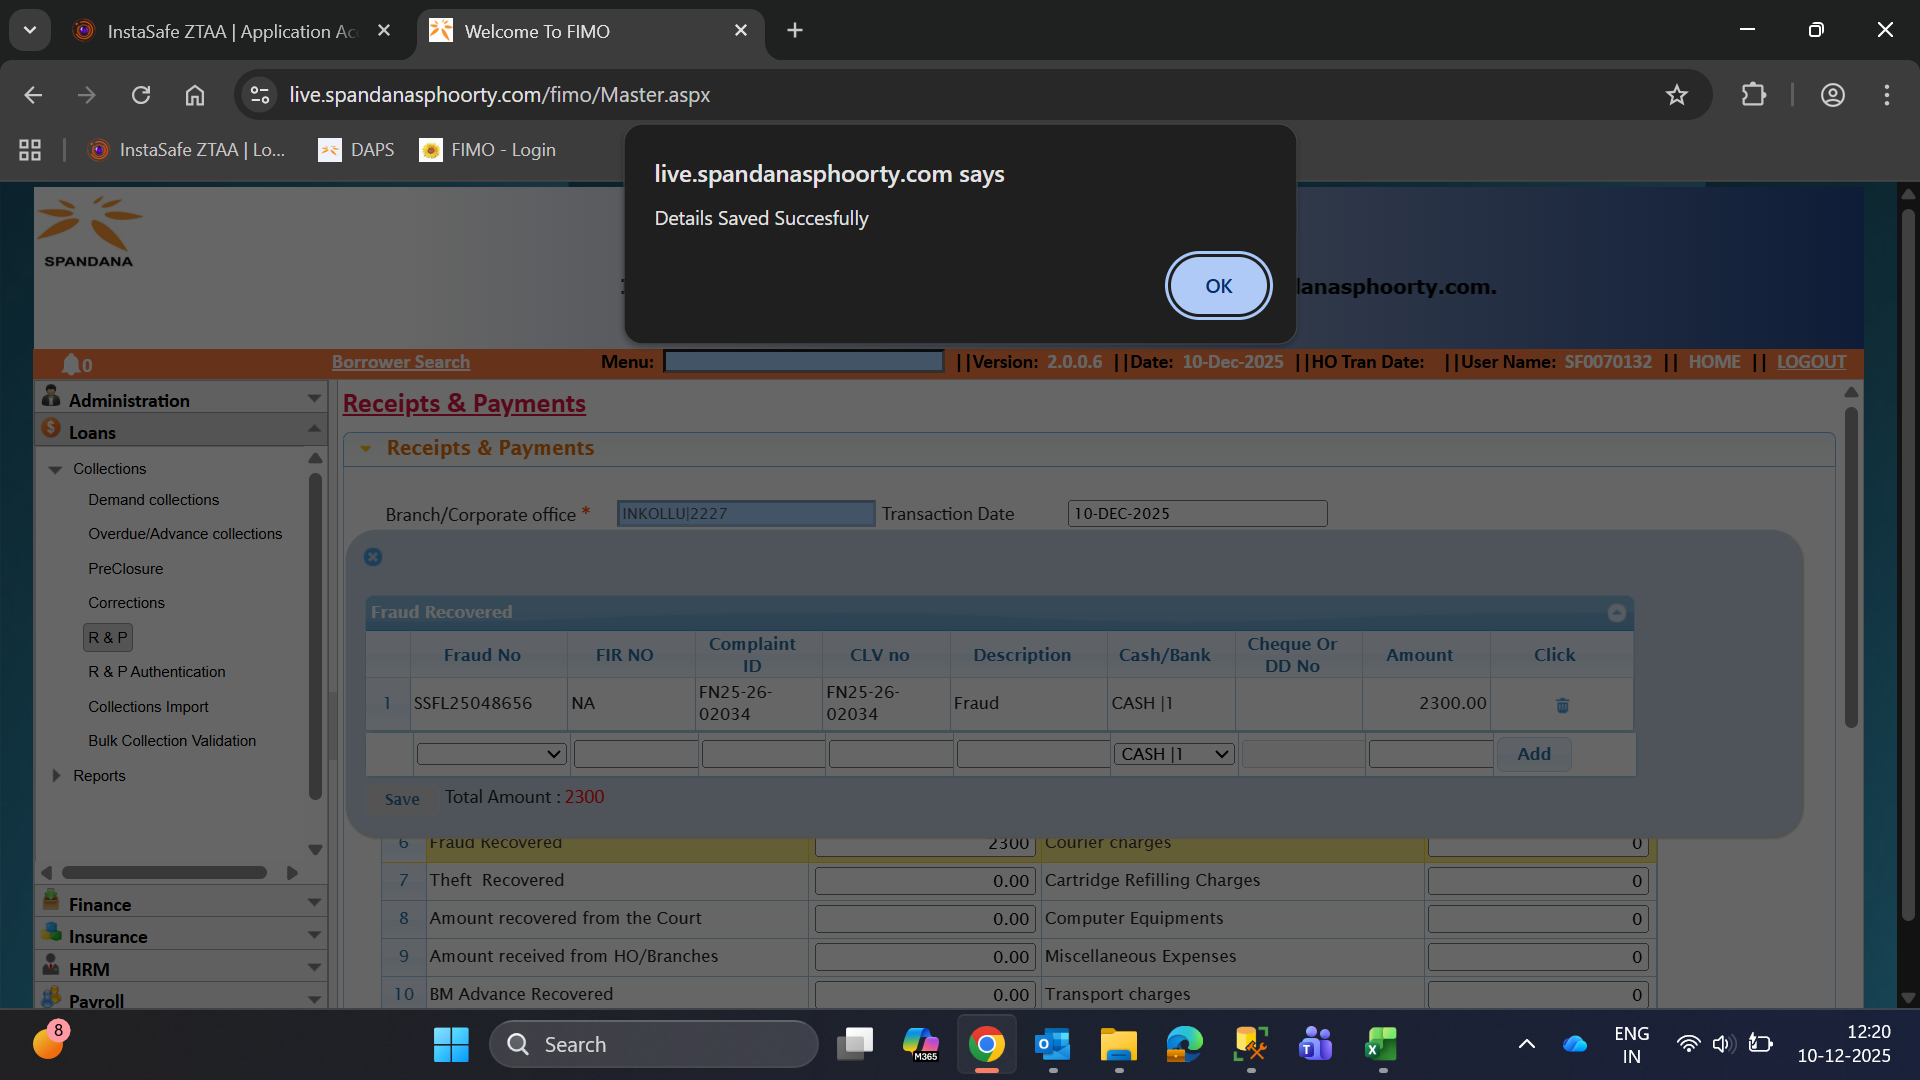 InstaSafe ZTAA | Application Acc
Welcome To FIMO
live.spandanasphoorty.com/fimo/Master.aspx
InstaSafe ZTAA | Lo...
DAPS
FIMO - Login
live.spandanasphoorty.com says
Details Saved Succesfully
OK
SPANDANA
: danasphoorty.com.
0
Borrower Search
Menu:
||Version: 2.0.0.6 ||Date: 10-Dec-2025 ||HO Tran Date: ||User Name: SF0070132 || HOME || LOGOUT
Administration
Loans
Collections
Demand collections
Overdue/Advance collections
PreClosure
Corrections
R & P
R & P Authentication
Collections Import
Bulk Collection Validation
Reports
Finance
Insurance
HRM
Payroll
Receipts & Payments
Receipts & Payments
Branch/Corporate office * INKOLLU|2227 Transaction Date 10-DEC-2025
Fraud Recovered
Fraud No FIR NO Complaint ID CLV no Description Cash/Bank Cheque Or DD No Amount Click
1 SSFL25048656 NA FN25-26-02034 FN25-26-02034 Fraud CASH |1 2300.00
CASH |1 Add
Save Total Amount : 2300
6 Fraud Recovered 2300 Courier charges 0
7 Theft Recovered 0.00 Cartridge Refilling Charges 0
8 Amount recovered from the Court 0.00 Computer Equipments 0
9 Amount received from HO/Branches 0.00 Miscellaneous Expenses 0
10 BM Advance Recovered 0.00 Transport charges 0
8
Search
M365
ENG
IN
12:20
10-12-2025